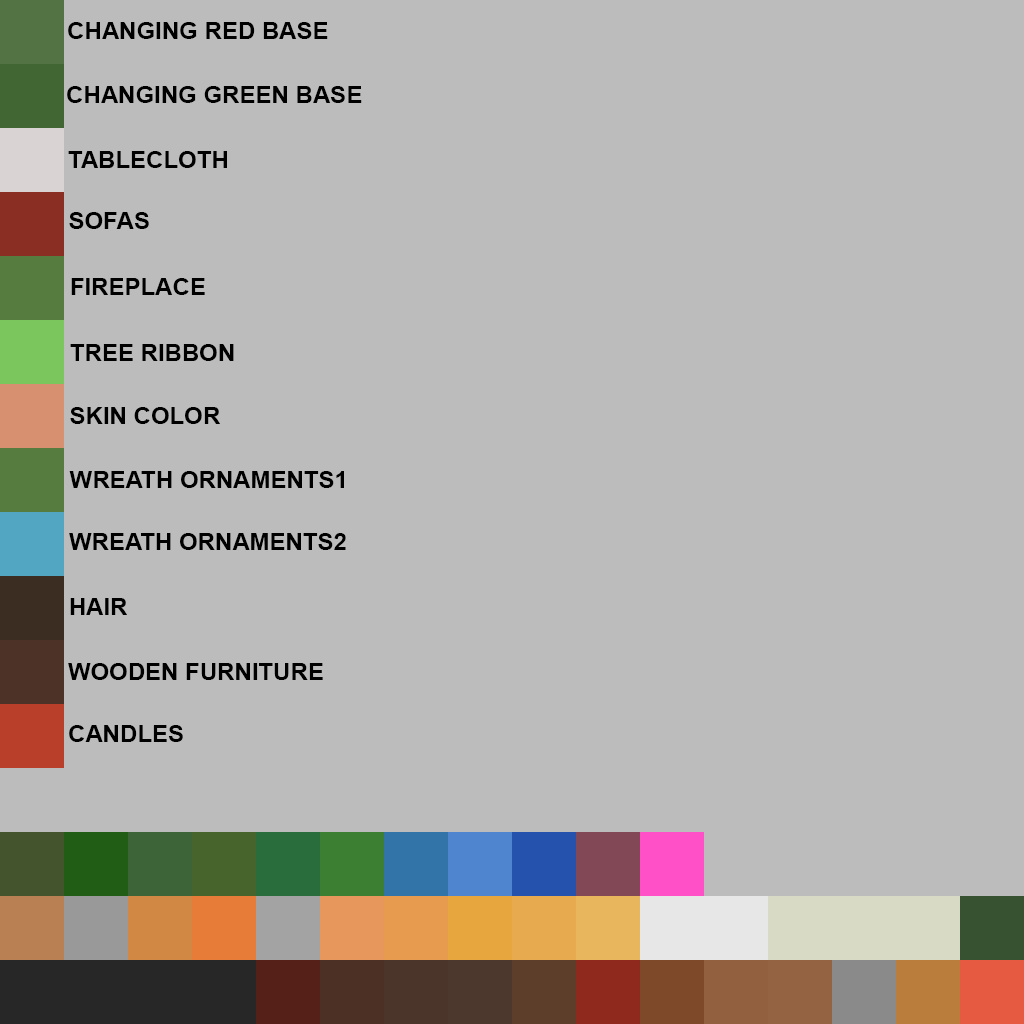 CHANGING RED BASE
CHANGING GREEN BASE
TABLECLOTH
SOFAS
FIREPLACE
TREE RIBBON
SKIN COLOR
WREATH ORNAMENTS1
WREATH ORNAMENTS2
HAIR
WOODEN FURNITURE
CANDLES